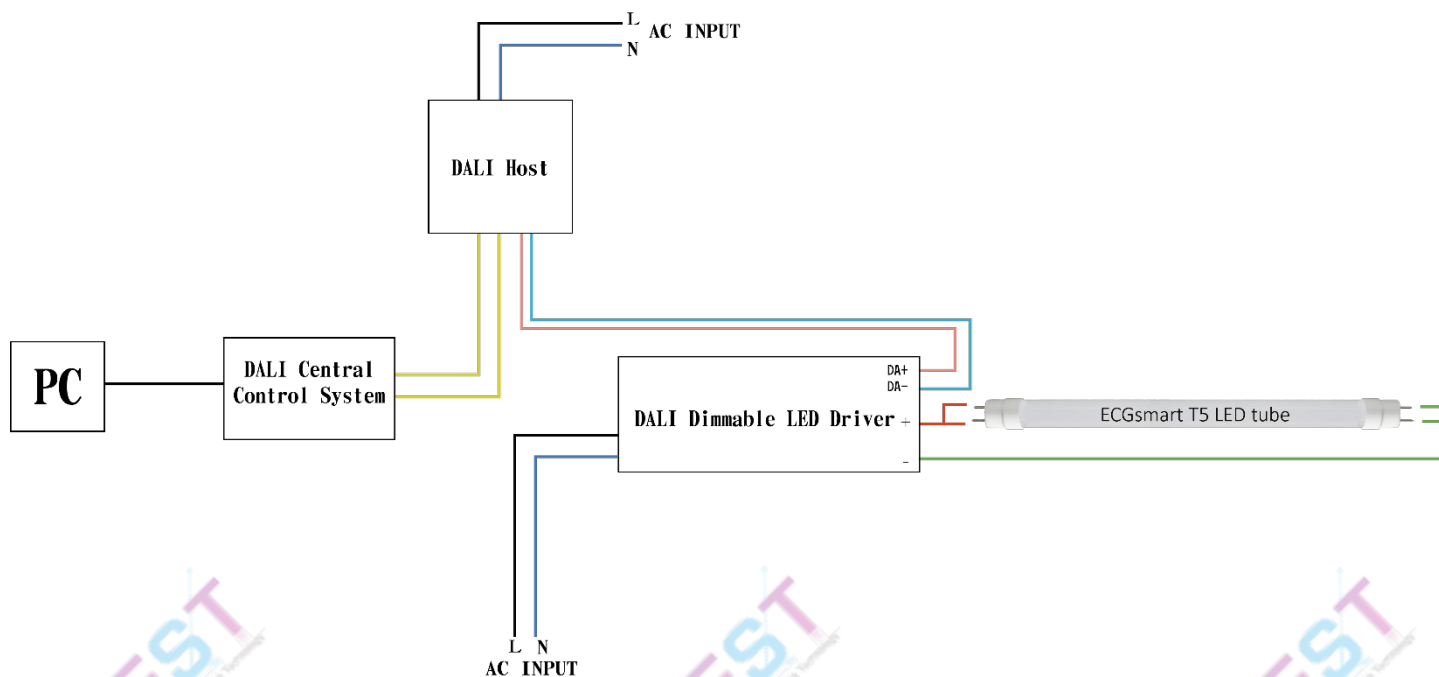 L
AC INPUT
N
DALI Host
PC
DALI Central
Control System
DA+
DA-
DALI Dimmable LED Driver
+
-
ECGsmart T5 LED tube
L N
AC INPUT